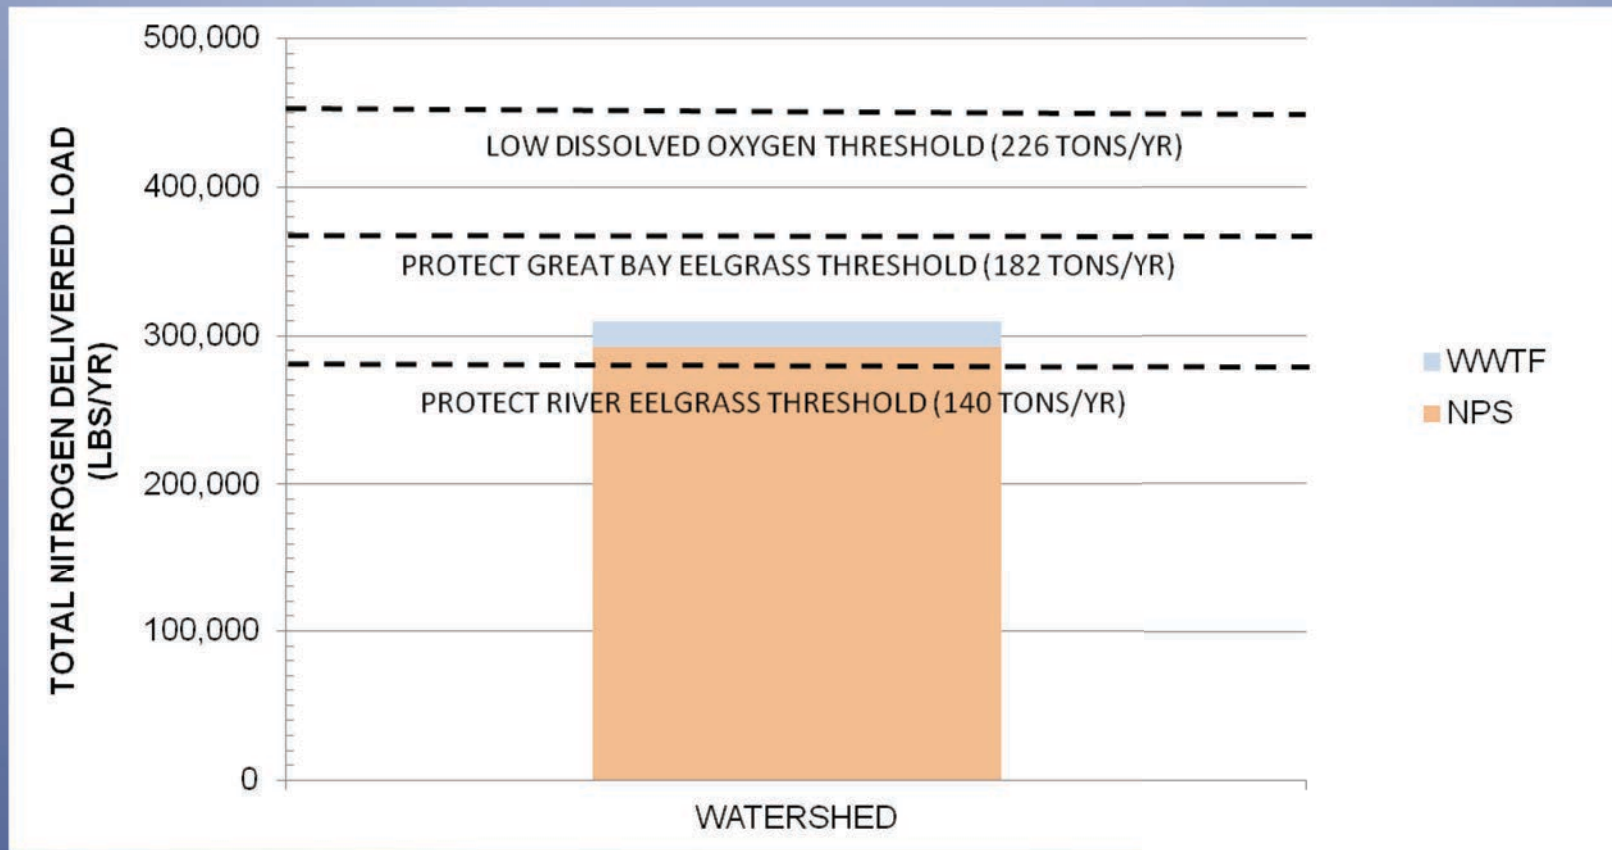 TOTAL NITROGEN DELIVERED LOAD
(LBS/YR)
500,000
400,000
300,000
200,000
100,000
0
LOW DISSOLVED OXYGEN THRESHOLD (226 TONS/YR)
PROTECT GREAT BAY EELGRASS THRESHOLD (182 TONS/YR)
PROTECT RIVER EELGRASS THRESHOLD (140 TONS/YR)
WATERSHED
WWTF
NPS